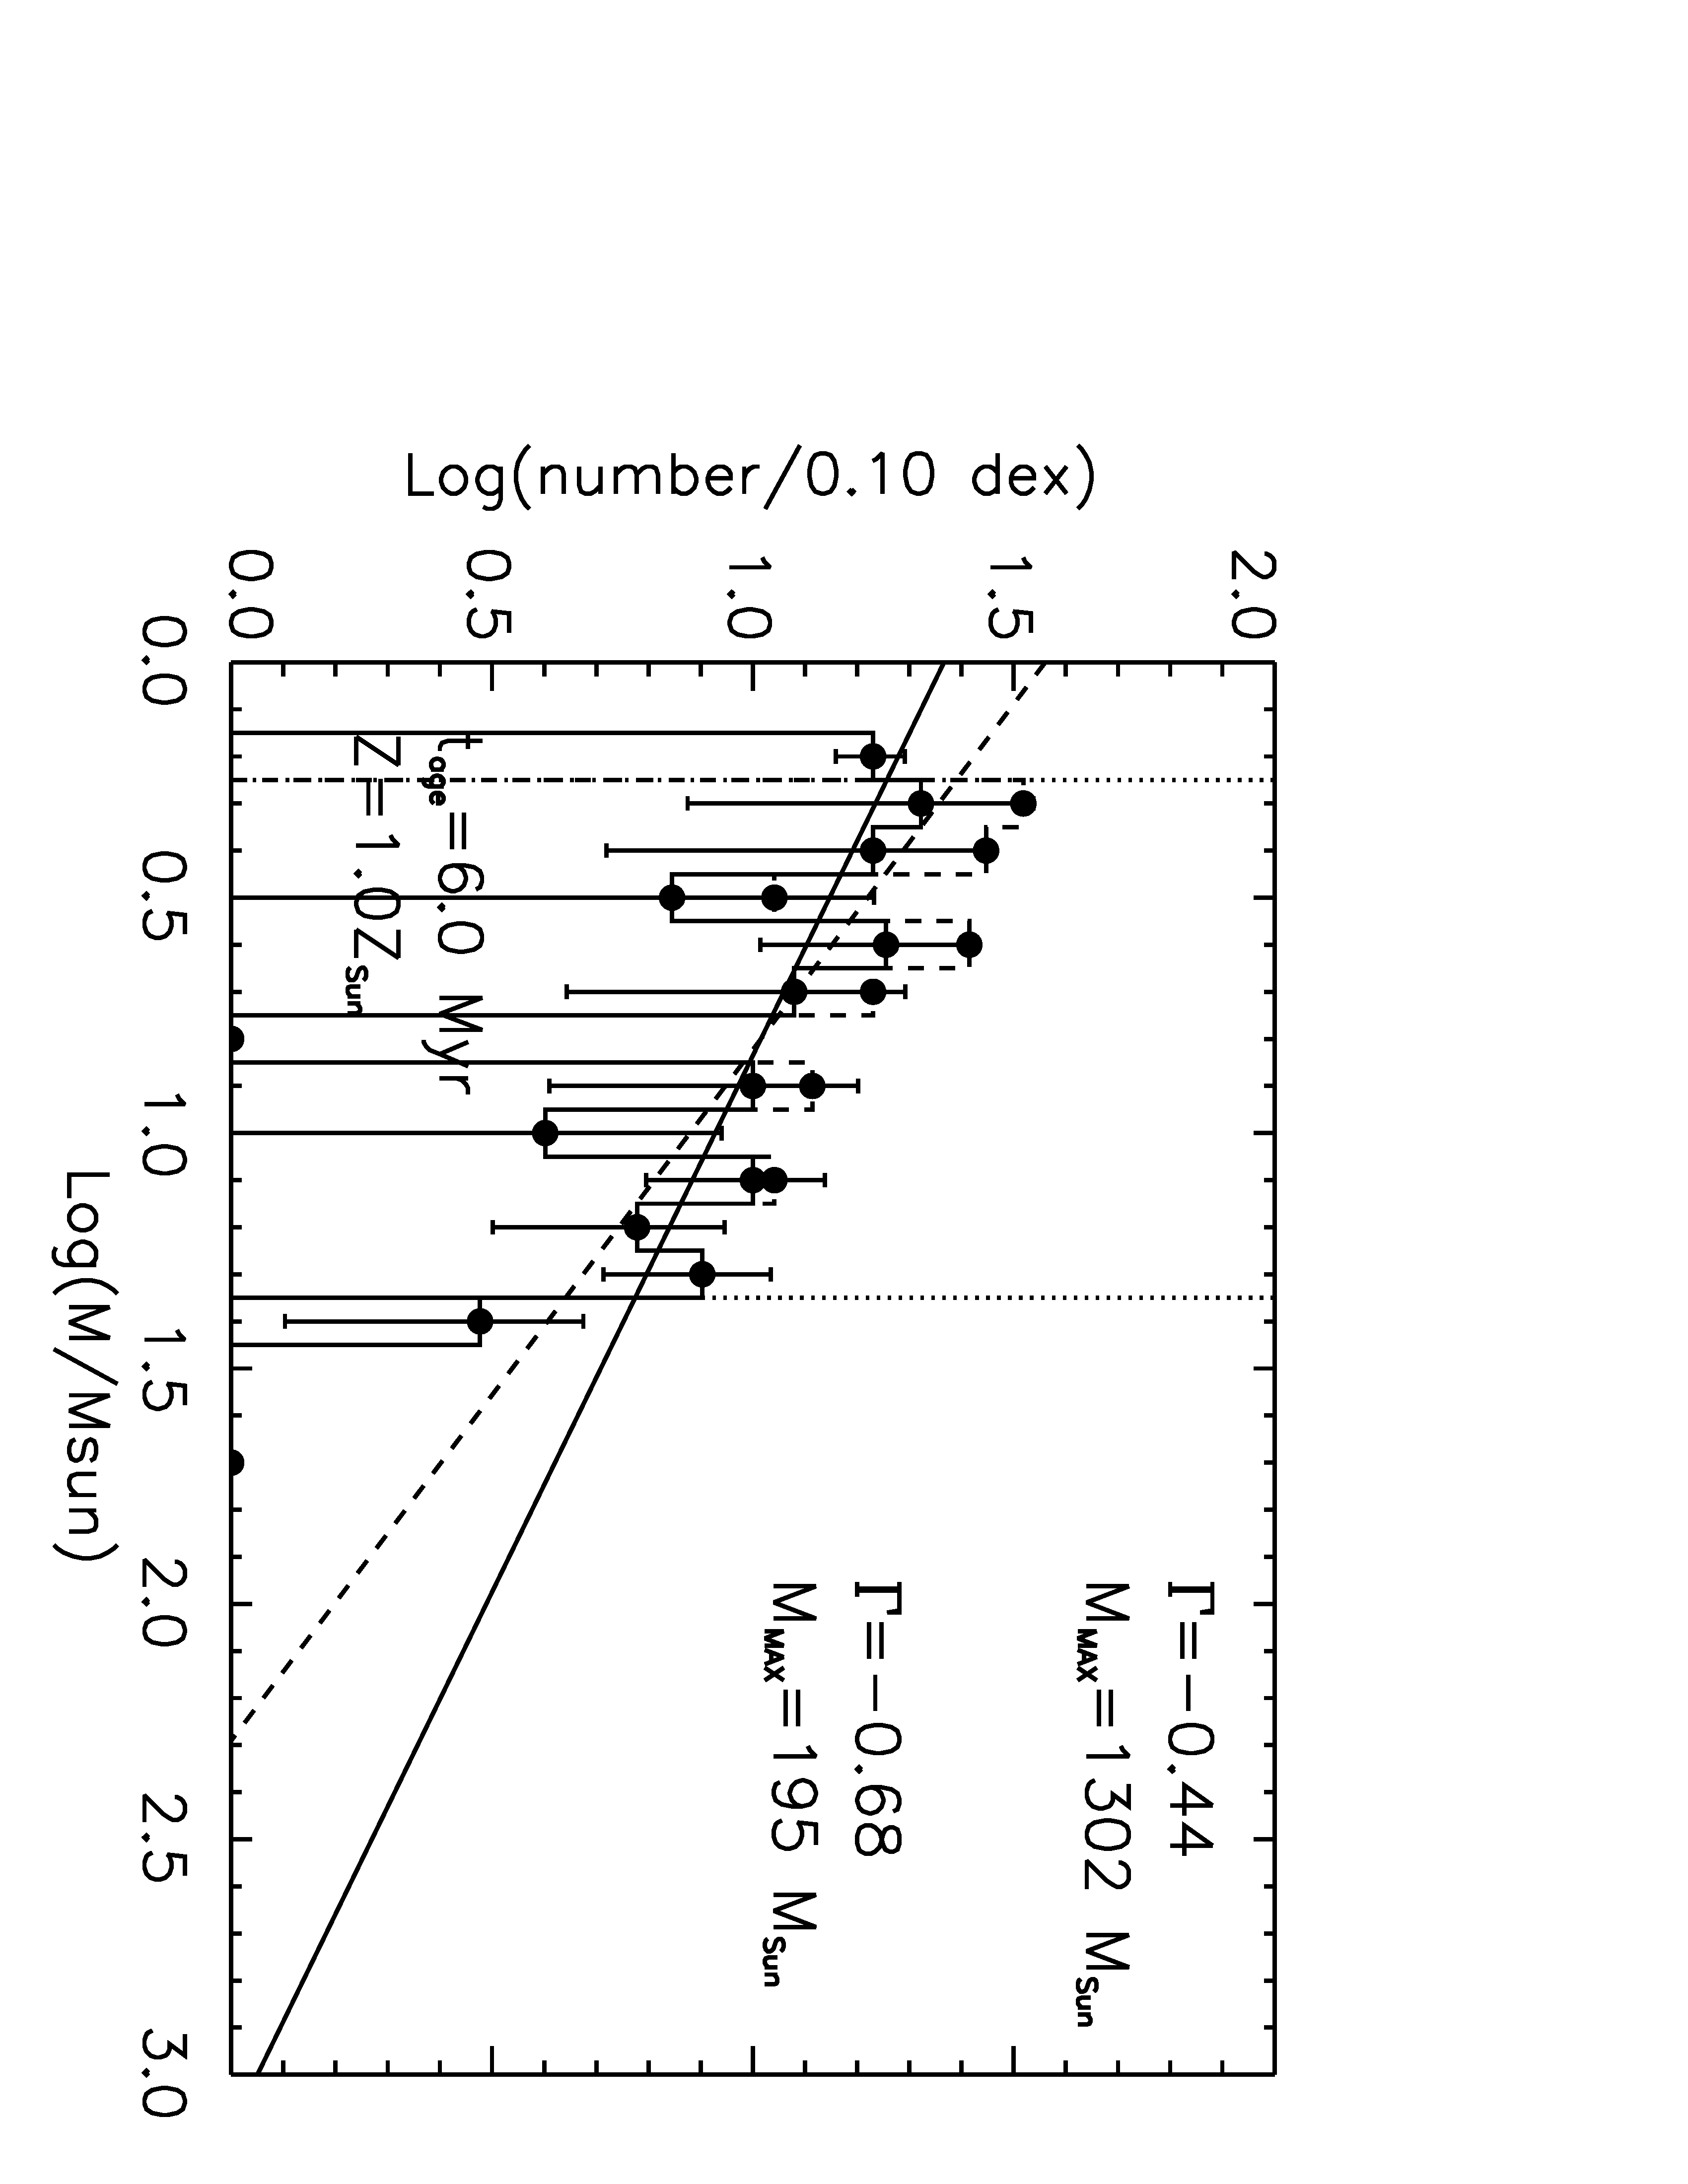 Γ=−0.44
M_MAX=1302 M_Sun
Γ=−0.68
M_MAX=195 M_Sun
t_age=6.0 Myr
Z=1.0Z_Sun
Log(number/0.10 dex)
2.0
1.5
1.0
0.5
0.0
0.0 0.5 1.0 1.5 2.0 2.5 3.0
Log(M/Msun)